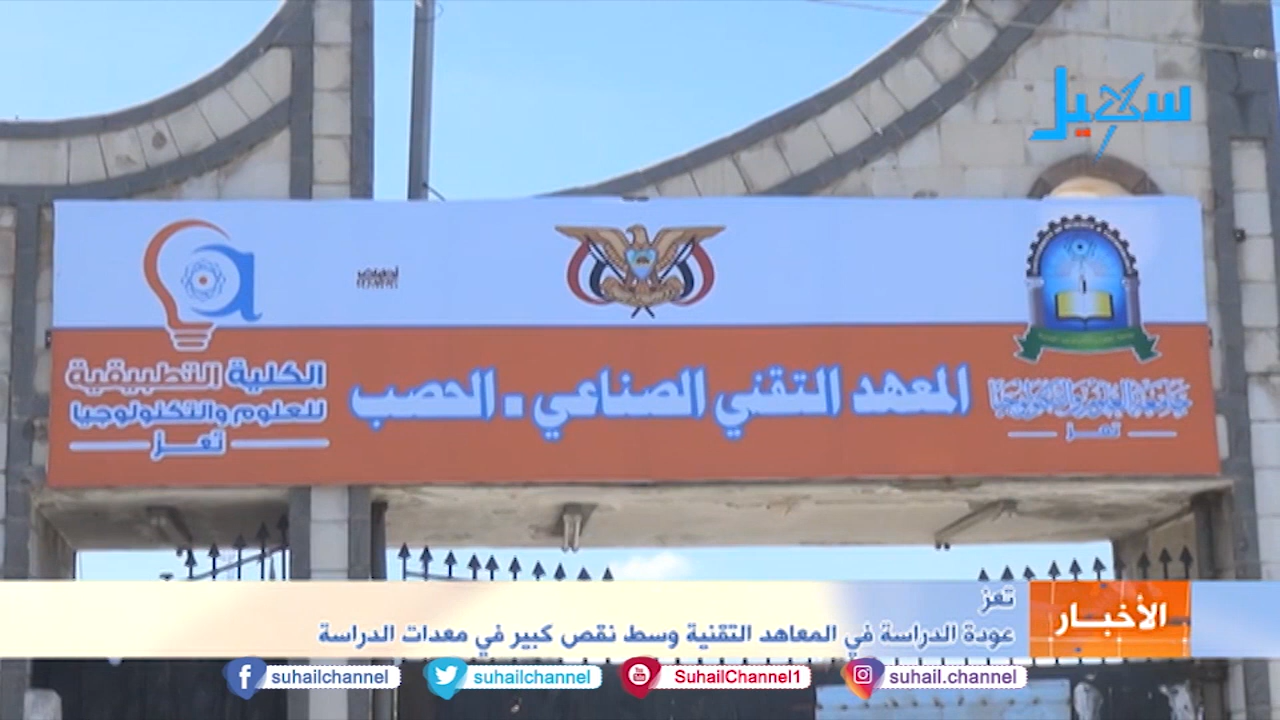 سهيل
المعهد التقني الصناعي - الحصب
الكلية التطبيقية
للعلوم والتكنولوجيا
تعز
تعز
الأخبار
تعز
عودة الدراسة في المعاهد التقنية وسط نقص كبير في معدات الدراسة
suhailchannel
suhailchannel
SuhailChannel1
suhail.channel